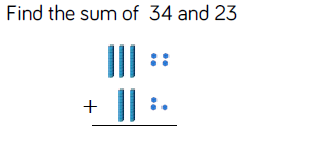 Find the sum of 34 and 23
+